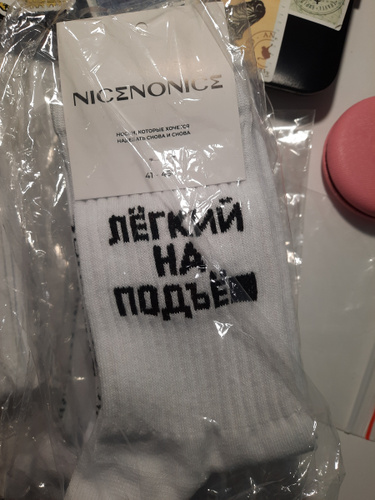 NICENONICE
НОСКИ, КОТОРЫЕ ХОЧЕТСЯ
НАДЕВАТЬ СНОВА И СНОВА
ЛЁГКИЙ
НА
ПОДЪЁМ